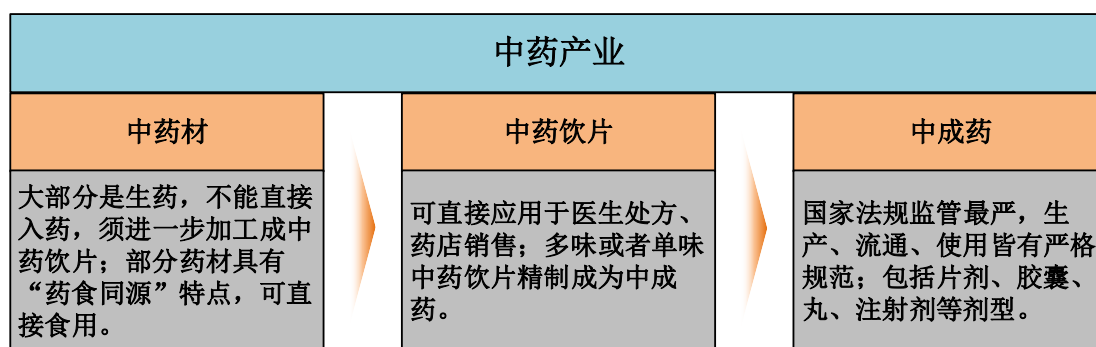 中药产业
中药材
大部分是生药，不能直接
入药，须进一步加工成中
药饮片；部分药材具有
“药食同源”特点，可直
接食用。
中药饮片
可直接应用于医生处方、
药店销售；多味或者单味
中药饮片精制成为中成
药。
中成药
国家法规监管最严，生
产、流通、使用皆有严格
规范；包括片剂、胶囊、
丸、注射剂等剂型。